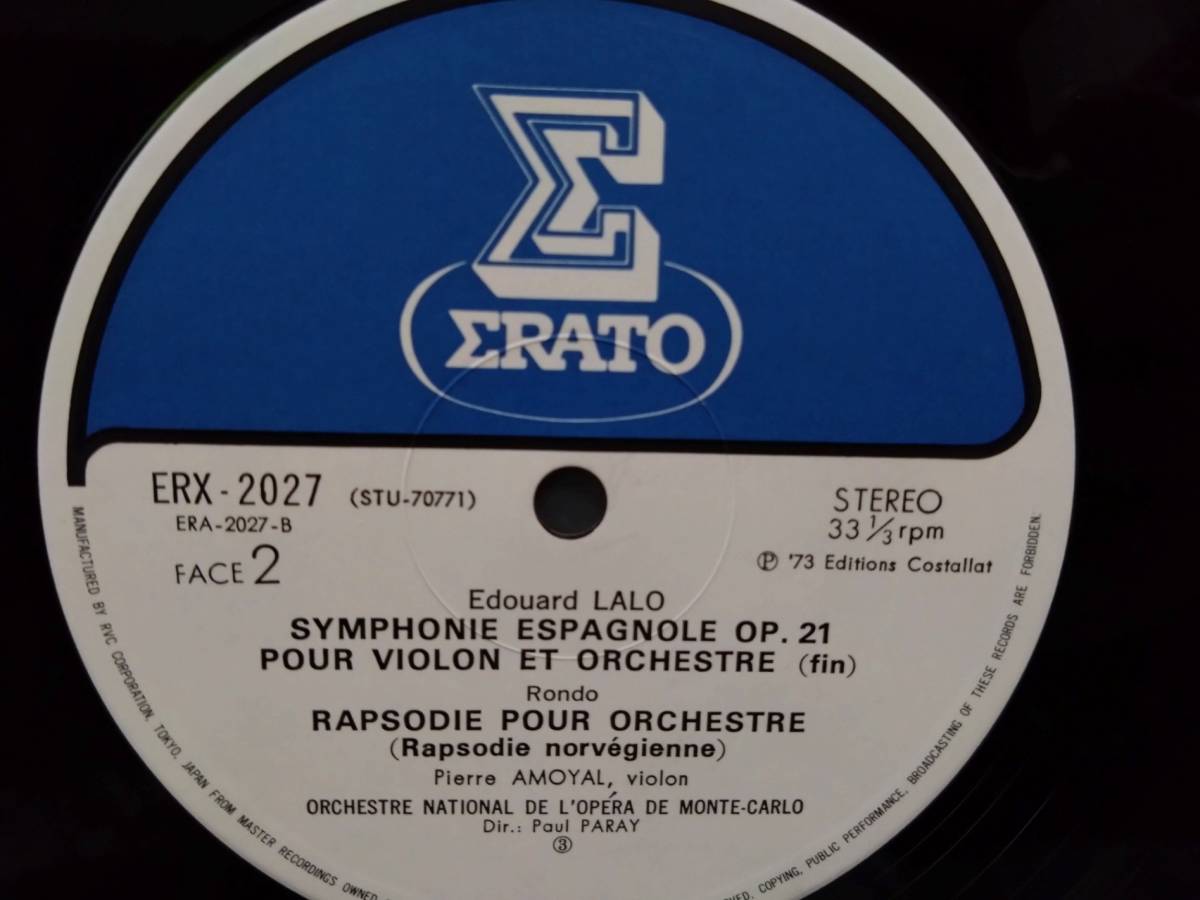 Σ
ΣRATO
ERX-2027 (STU-70771)
ERA-2027-B
FACE 2
STEREO
33 1/3 rpm
Ⓟ '73 Editions Costallat
Edouard LALO
SYMPHONIE ESPAGNOLE OP. 21
POUR VIOLON ET ORCHESTRE (fin)
Rondo
RAPSODIE POUR ORCHESTRE
(Rapsodie norvégienne)
Pierre AMOYAL, violon
ORCHESTRE NATIONAL DE L'OPÉRA DE MONTE-CARLO
Dir.: Paul PARAY
③
MANUFACTURED BY RVC CORPORATION, TOKYO, JAPAN FROM MASTER RECORDINGS OWNED
COPYING, PUBLIC PERFORMANCE, BROADCASTING OF THESE RECORDS ARE FORBIDDEN.